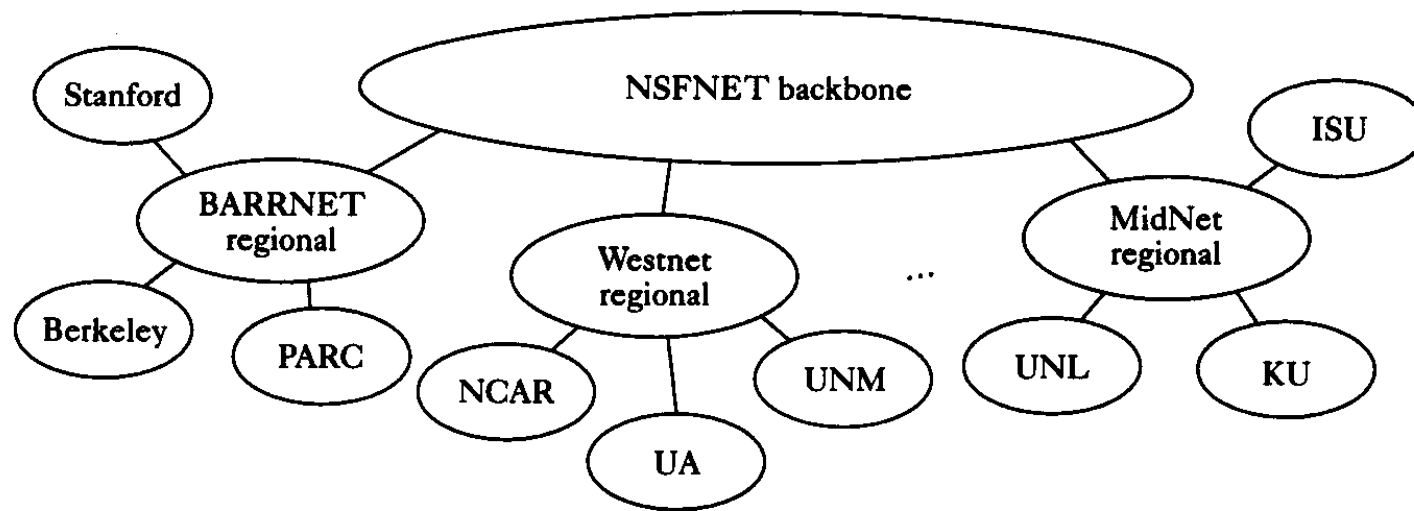 NSFNET backbone
Stanford
ISU
BARRNET
regional
MidNet
regional
Westnet
regional
...
Berkeley
PARC
NCAR
UNM
UNL
KU
UA